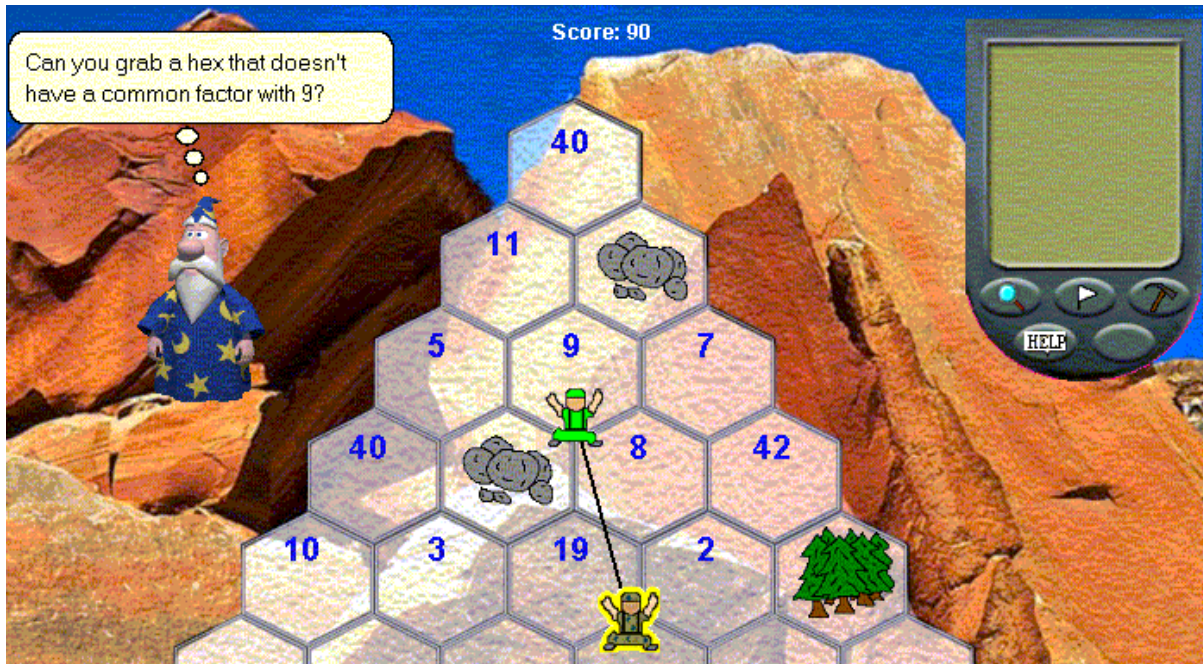 Score: 90
Can you grab a hex that doesn't
have a common factor with 9?
40
11
5 9 7
40 8 42
10 3 19 2
HELP